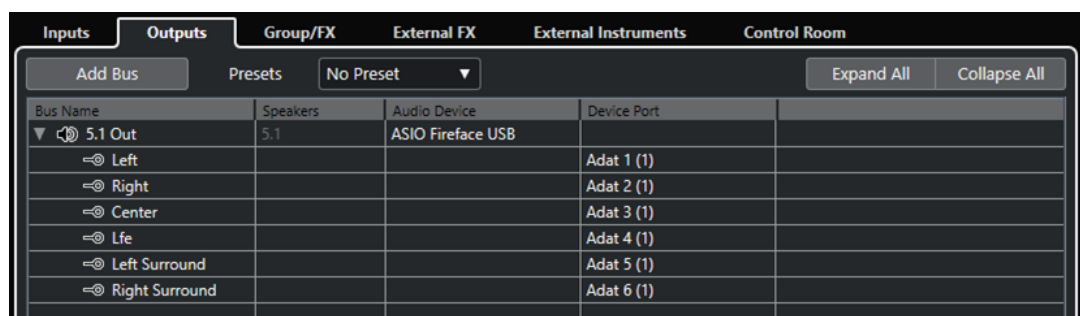 Inputs Outputs Group/FX External FX External Instruments Control Room
Add Bus Presets No Preset Expand All Collapse All
Bus Name Speakers Audio Device Device Port
5.1 Out 5.1 ASIO Fireface USB
Left Adat 1 (1)
Right Adat 2 (1)
Center Adat 3 (1)
Lfe Adat 4 (1)
Left Surround Adat 5 (1)
Right Surround Adat 6 (1)